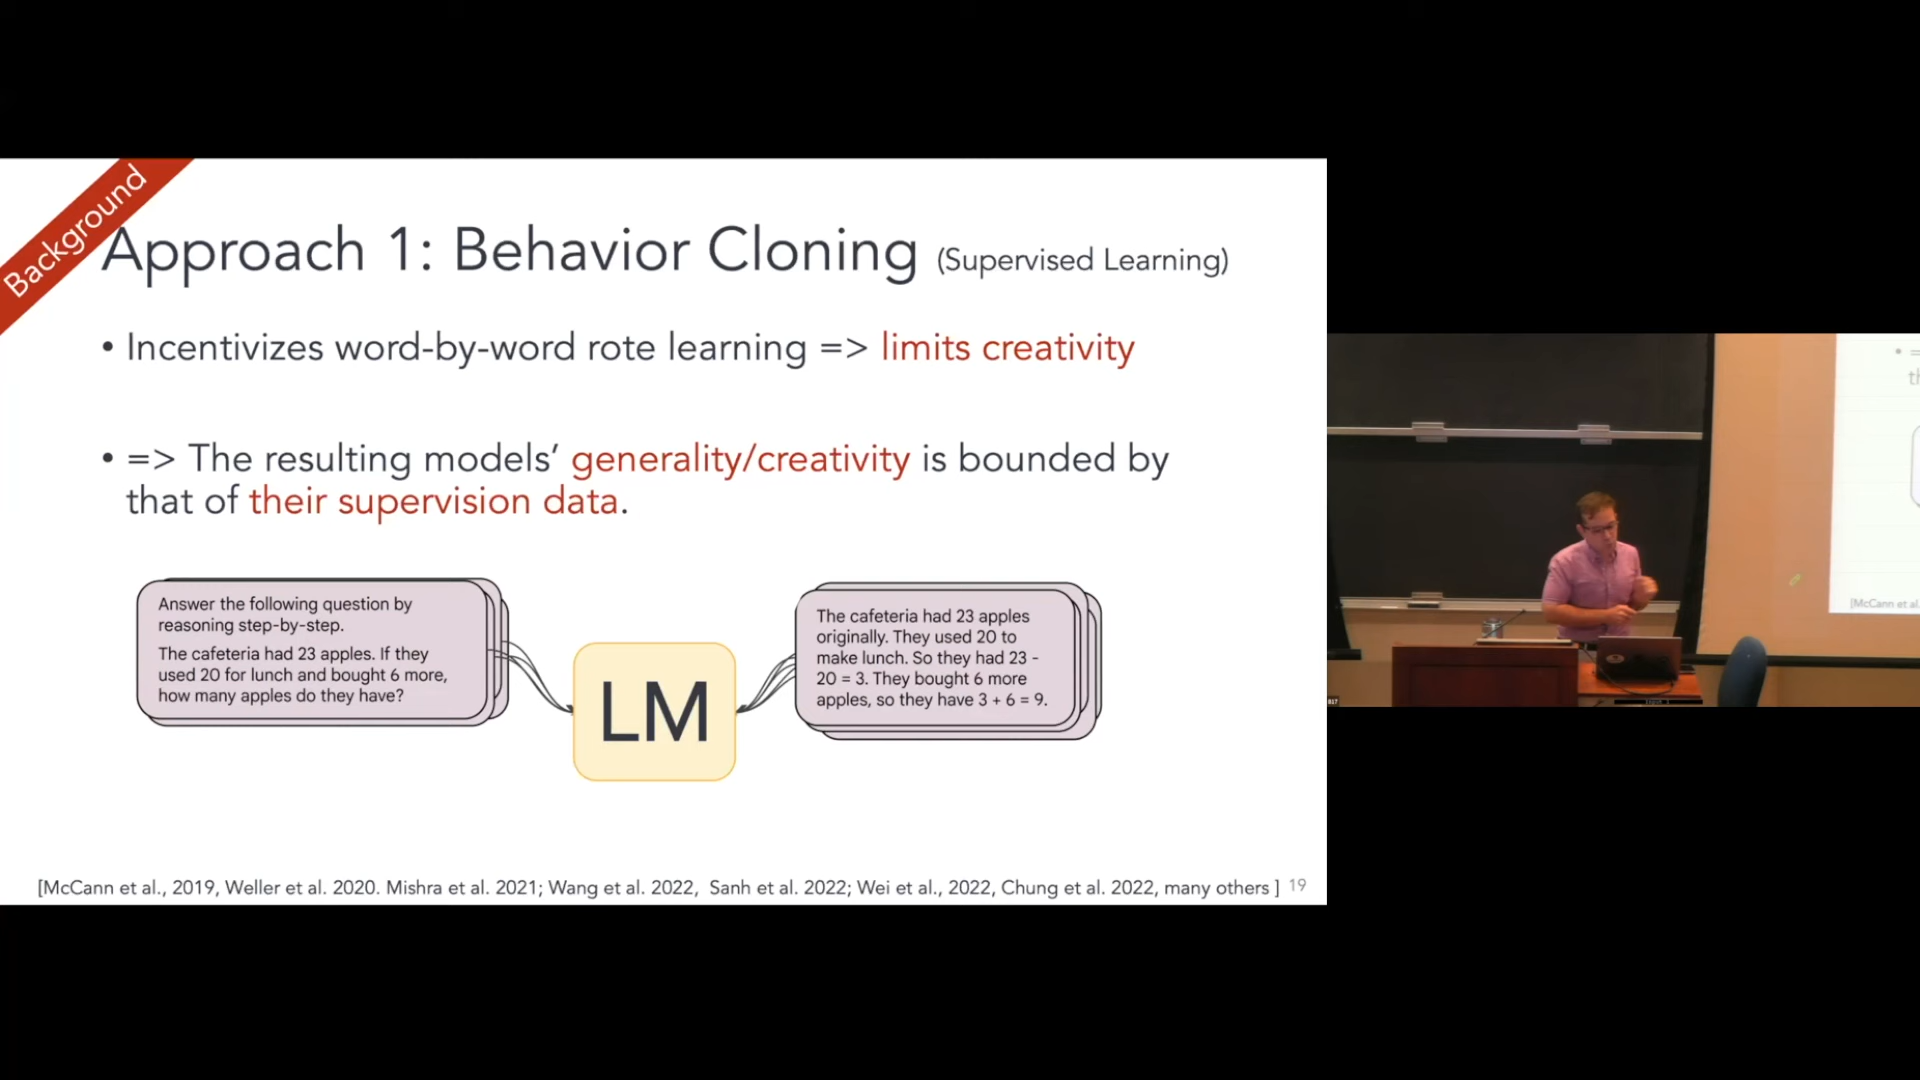 Background
Approach 1: Behavior Cloning (Supervised Learning)
• Incentivizes word-by-word rote learning => limits creativity
• => The resulting models’ generality/creativity is bounded by
that of their supervision data.
Answer the following question by
reasoning step-by-step.
The cafeteria had 23 apples. If they
used 20 for lunch and bought 6 more,
how many apples do they have?
LM
The cafeteria had 23 apples
originally. They used 20 to
make lunch. So they had 23 -
20 = 3. They bought 6 more
apples, so they have 3 + 6 = 9.
[McCann et al., 2019, Weller et al. 2020. Mishra et al. 2021; Wang et al. 2022, Sanh et al. 2022; Wei et al., 2022, Chung et al. 2022, many others ] 19
• =
th
[McCann et al.